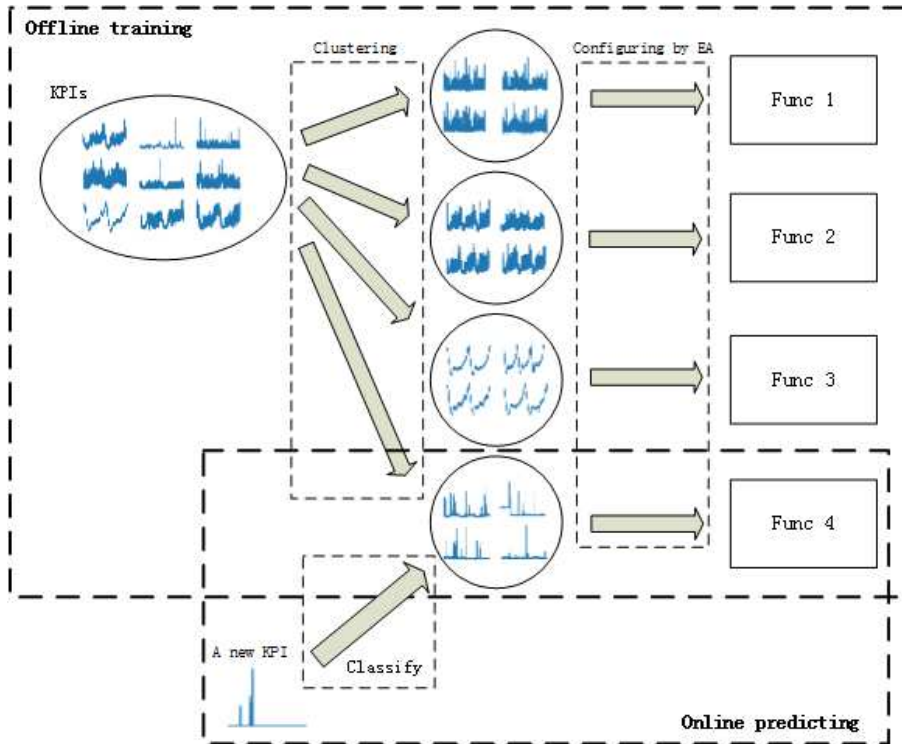 Offline training
Clustering
Configuring by EA
KPIs
Func 1
Func 2
Func 3
Func 4
A new KPI
Classify
Online predicting